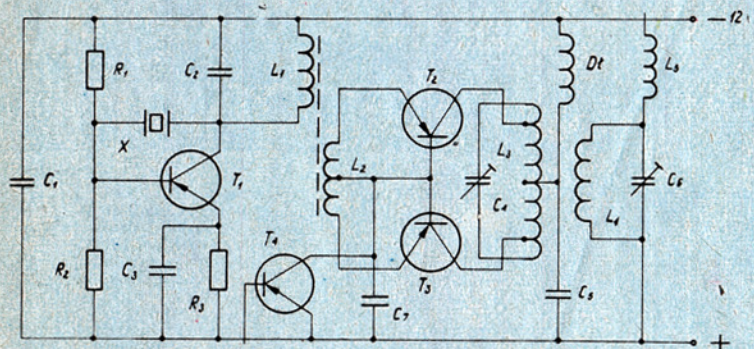 — 12
R1
C2
L1
T2
Dt
L5
X
T1
L2
L3
C4
C6
L4
C1
R2
C3
R3
T4
C7
T3
C5
+